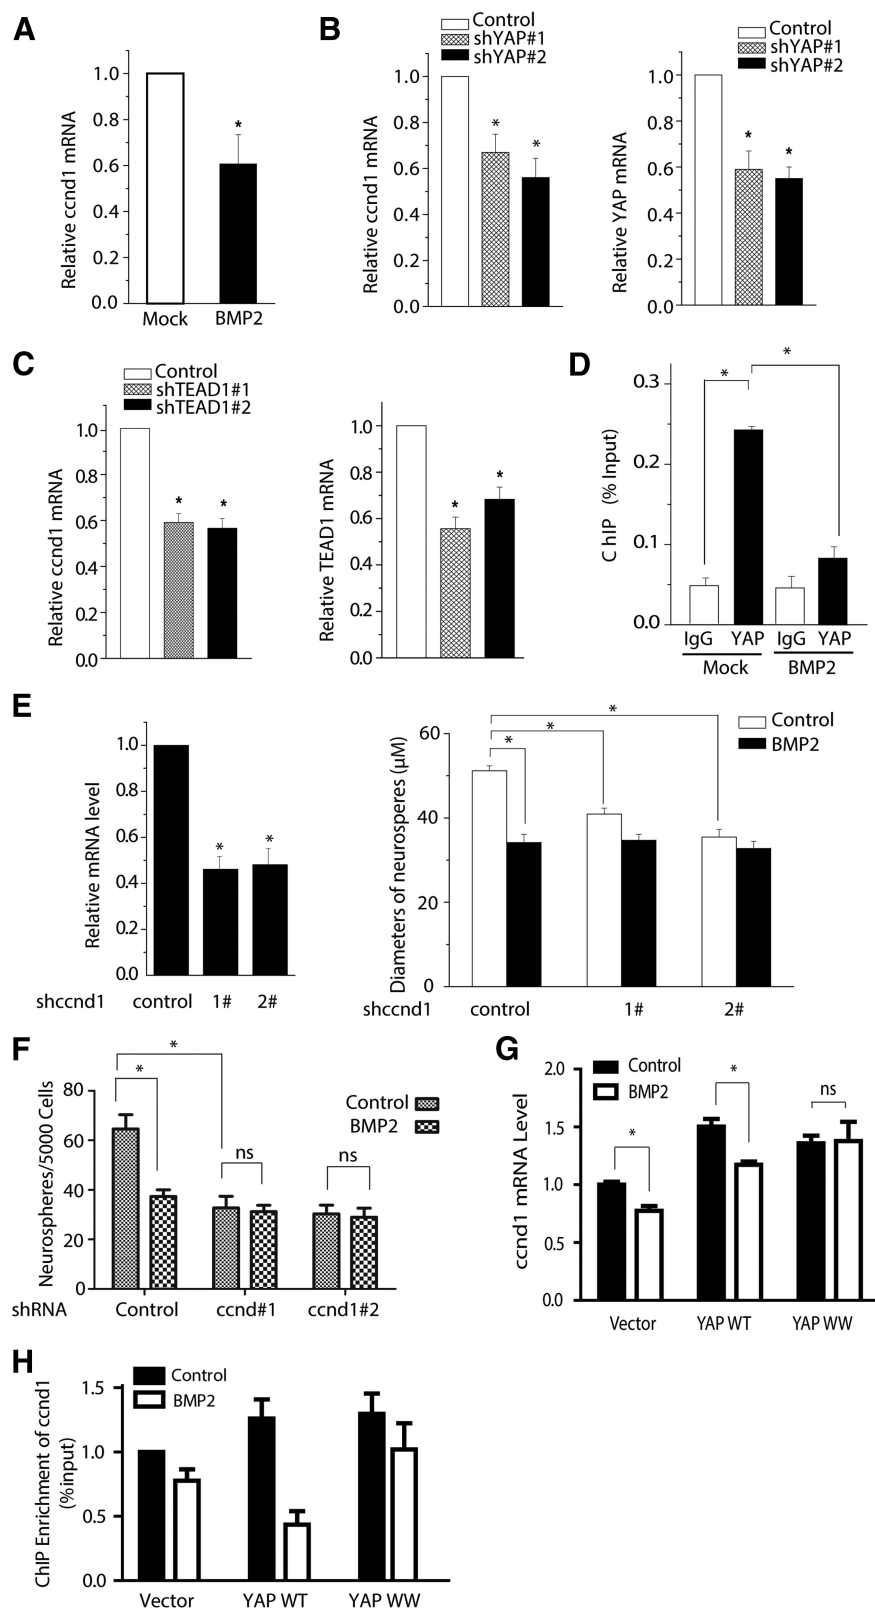 A
Relative ccnd1 mRNA
1.0
0.8
0.6
0.4
0.2
0.0
*
Mock BMP2
B
Control
shYAP#1
shYAP#2
Relative ccnd1 mRNA
1.0
0.8
0.6
0.4
0.2
0.0
* *
Control
shYAP#1
shYAP#2
Relative YAP mRNA
1.0
0.8
0.6
0.4
0.2
0.0
* *
C
Control
shTEAD1#1
shTEAD1#2
Relative ccnd1 mRNA
1.0
0.8
0.6
0.4
0.2
0.0
* *
Relative TEAD1 mRNA
1.0
0.8
0.6
0.4
0.2
0.0
* *
D
C hIP (% Input)
0.3
0.2
0.1
0.0
* *
IgG YAP IgG YAP
Mock BMP2
E
Relative mRNA level
1.0
0.8
0.6
0.4
0.2
0.0
* *
shccnd1 control 1# 2#
Control
BMP2
Diameters of neurosperes (µM)
60
40
20
0
* * *
shccnd1 control 1# 2#
F
Control
BMP2
Neurospheres/5000 Cells
80
60
40
20
0
* * ns ns
shRNA Control ccnd#1 ccnd1#2
G
Control
BMP2
ccnd1 mRNA Level
2.0
1.5
1.0
0.5
0.0
* * ns
Vector YAP WT YAP WW
H
Control
BMP2
ChIP Enrichment of ccnd1
(%input)
1.5
1.0
0.5
0.0
Vector YAP WT YAP WW